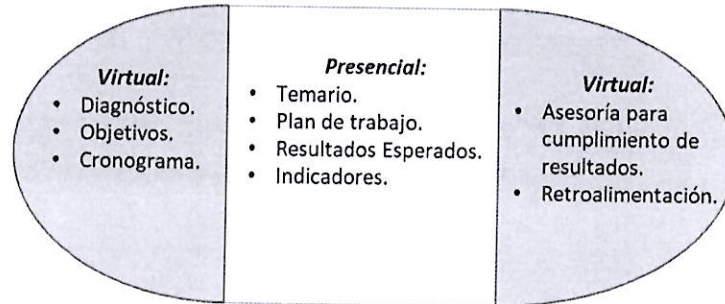 Virtual:
• Diagnóstico.
• Objetivos.
• Cronograma.
Presencial:
• Temario.
• Plan de trabajo.
• Resultados Esperados.
• Indicadores.
Virtual:
• Asesoría para
cumplimiento de
resultados.
• Retroalimentación.